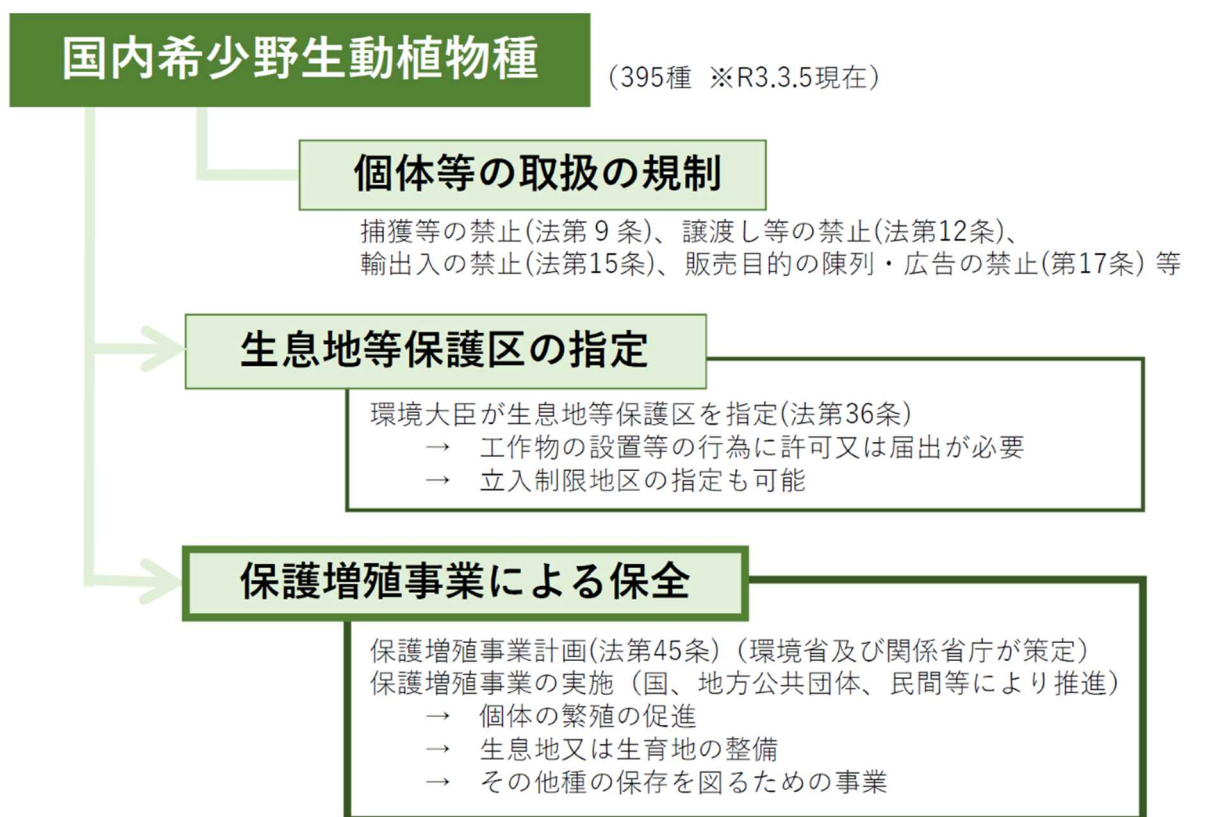 国内希少野生動植物種
（395種 ※R3.3.5現在）
個体等の取扱の規制
捕獲等の禁止(法第９条)、譲渡し等の禁止(法第12条)、
輸出入の禁止(法第15条)、販売目的の陳列・広告の禁止(第17条) 等
生息地等保護区の指定
環境大臣が生息地等保護区を指定(法第36条)
→ 工作物の設置等の行為に許可又は届出が必要
→ 立入制限地区の指定も可能
保護増殖事業による保全
保護増殖事業計画(法第45条)（環境省及び関係省庁が策定）
保護増殖事業の実施（国、地方公共団体、民間等により推進）
→ 個体の繁殖の促進
→ 生息地又は生育地の整備
→ その他種の保存を図るための事業